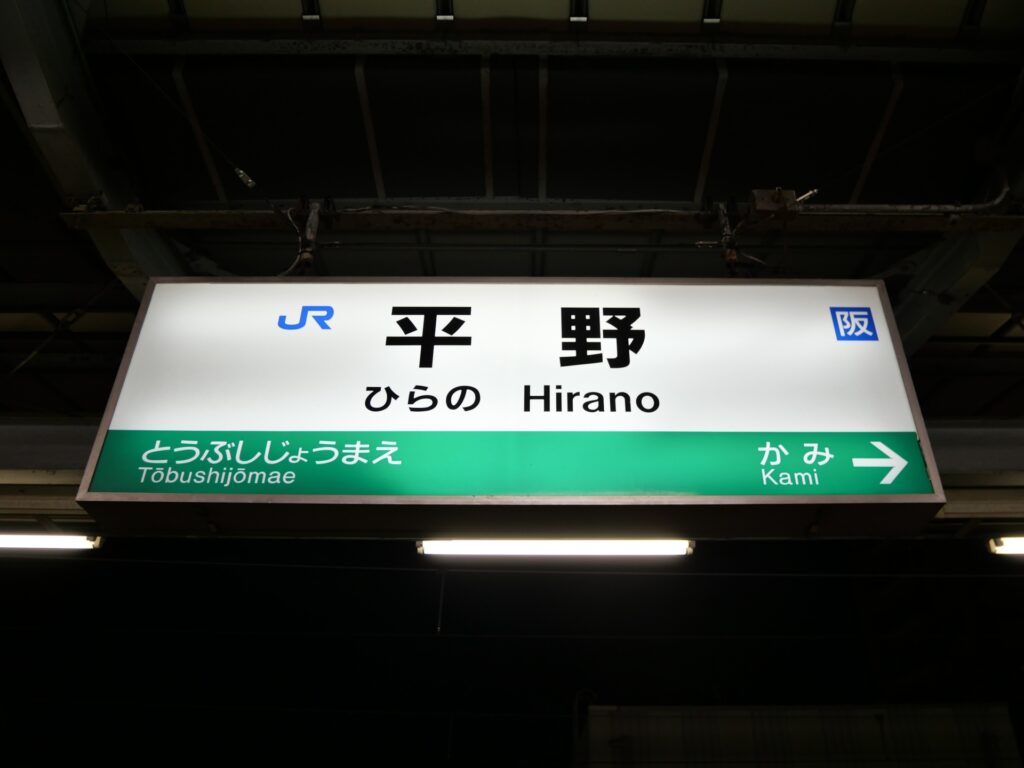 JR 平野 阪
ひらの Hirano
とうぶしじょうまえ かみ →
Tōbushijōmae Kami